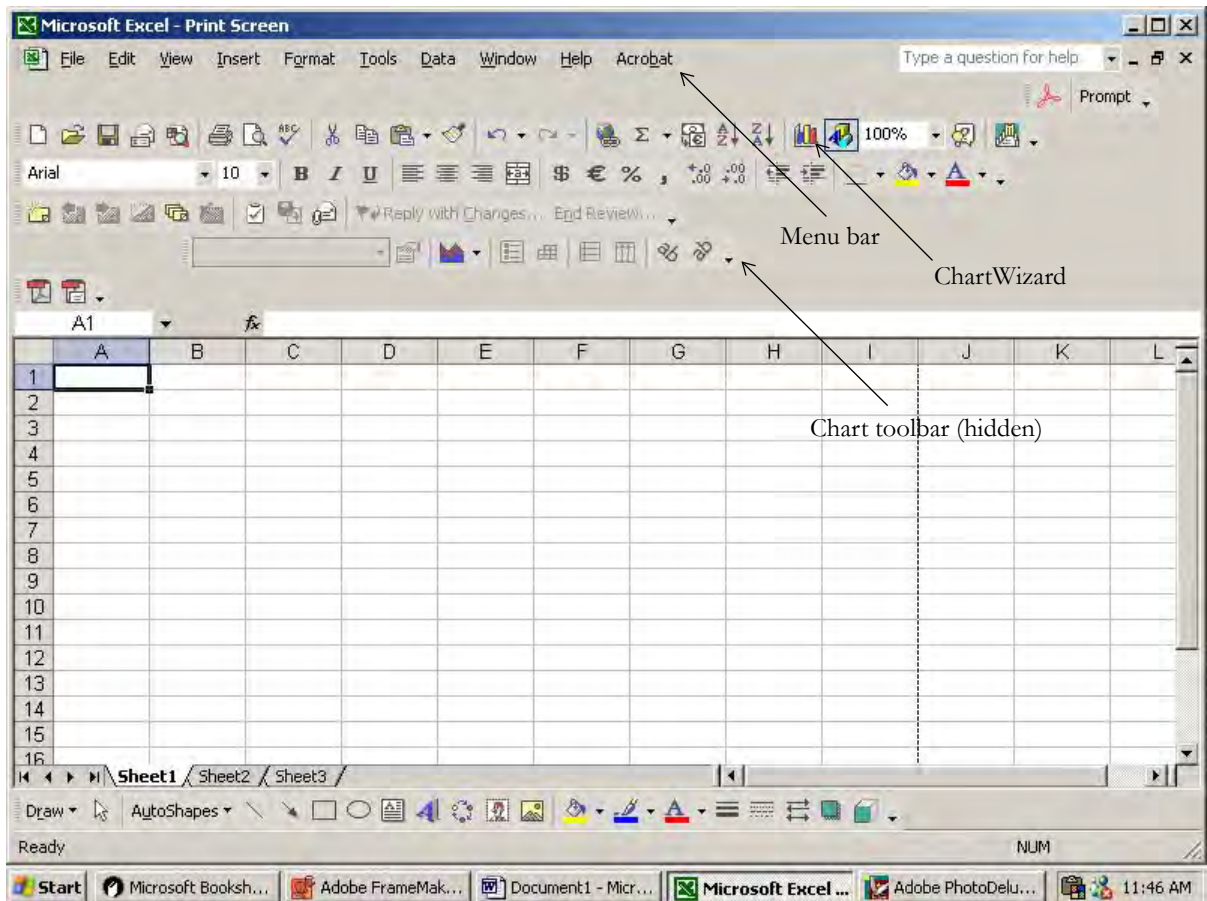 Microsoft Excel - Print Screen
File Edit View Insert Format Tools Data Window Help Acrobat Type a question for help
Prompt
ABC Σ 100%
Arial 10 B I U $ € % ,
Reply with Changes... End Review...
Menu bar
ChartWizard
A1 fx
A B C D E F G H I J K L
1
2
3
Chart toolbar (hidden)
4
5
6
7
8
9
10
11
12
13
14
15
16
Sheet1 Sheet2 Sheet3
Draw AutoShapes
Ready NUM
Start Microsoft Booksh... Adobe FrameMak... Document1 - Micr... Microsoft Excel ... Adobe PhotoDelu... 11:46 AM